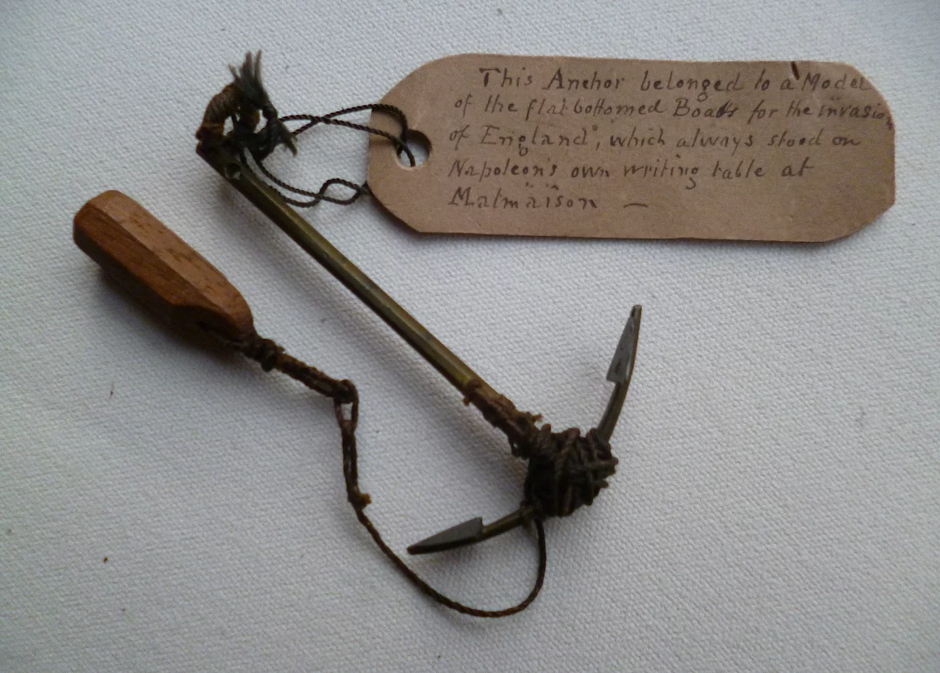 This Anchor belonged to a Model
of the flat bottomed Boats for the invasion
of England", which always stood on
Napoleon's own writing table at
Malmaison —